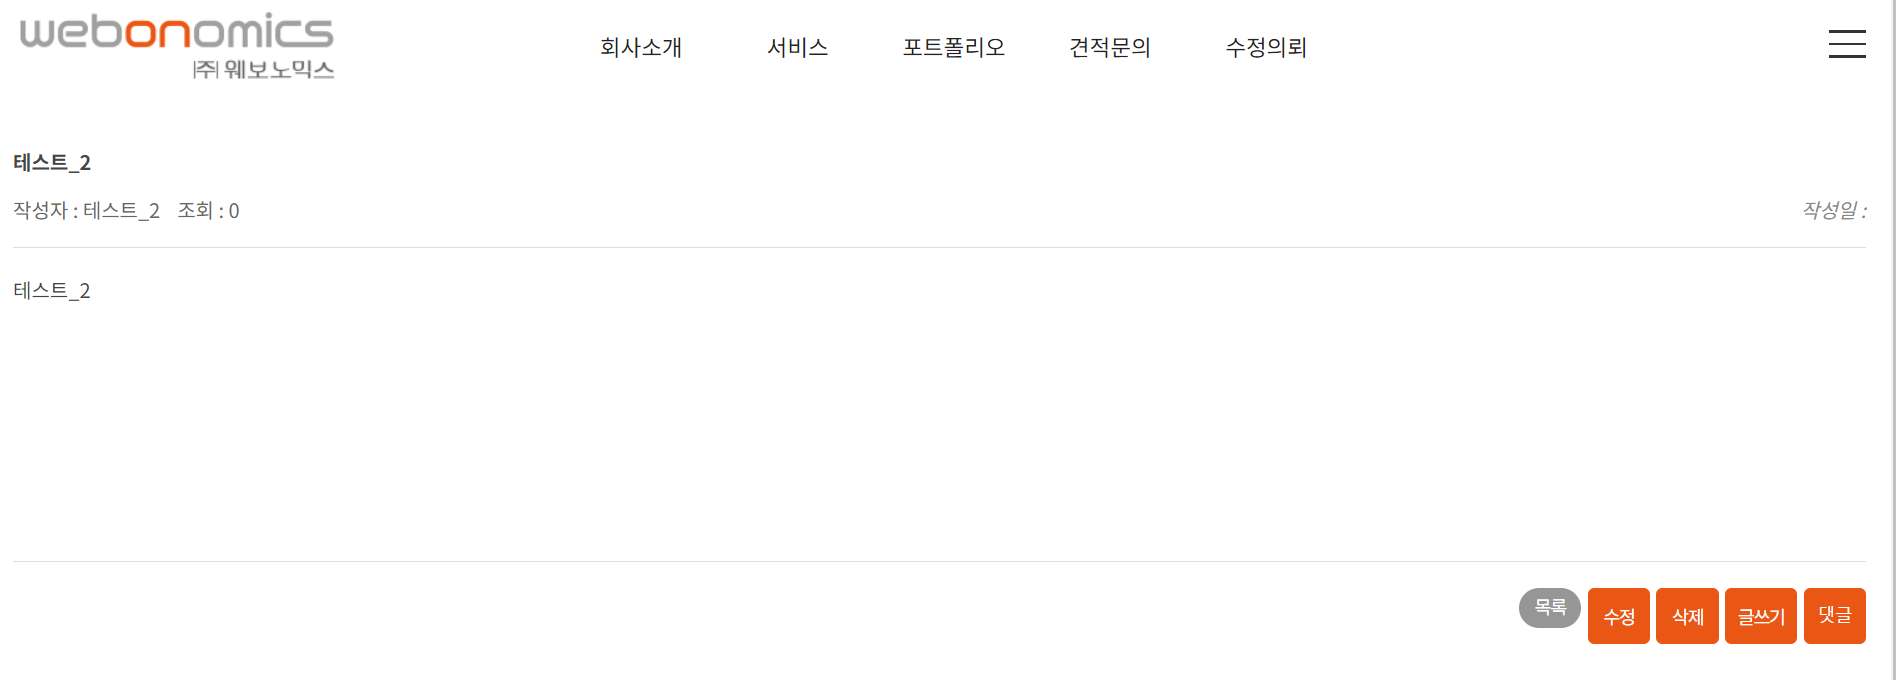 webonomics
㈜ 웨보노믹스
회사소개 서비스 포트폴리오 견적문의 수정의뢰
테스트_2
작성자 : 테스트_2 조회 : 0 작성일 :
테스트_2
목록 수정 삭제 글쓰기 댓글